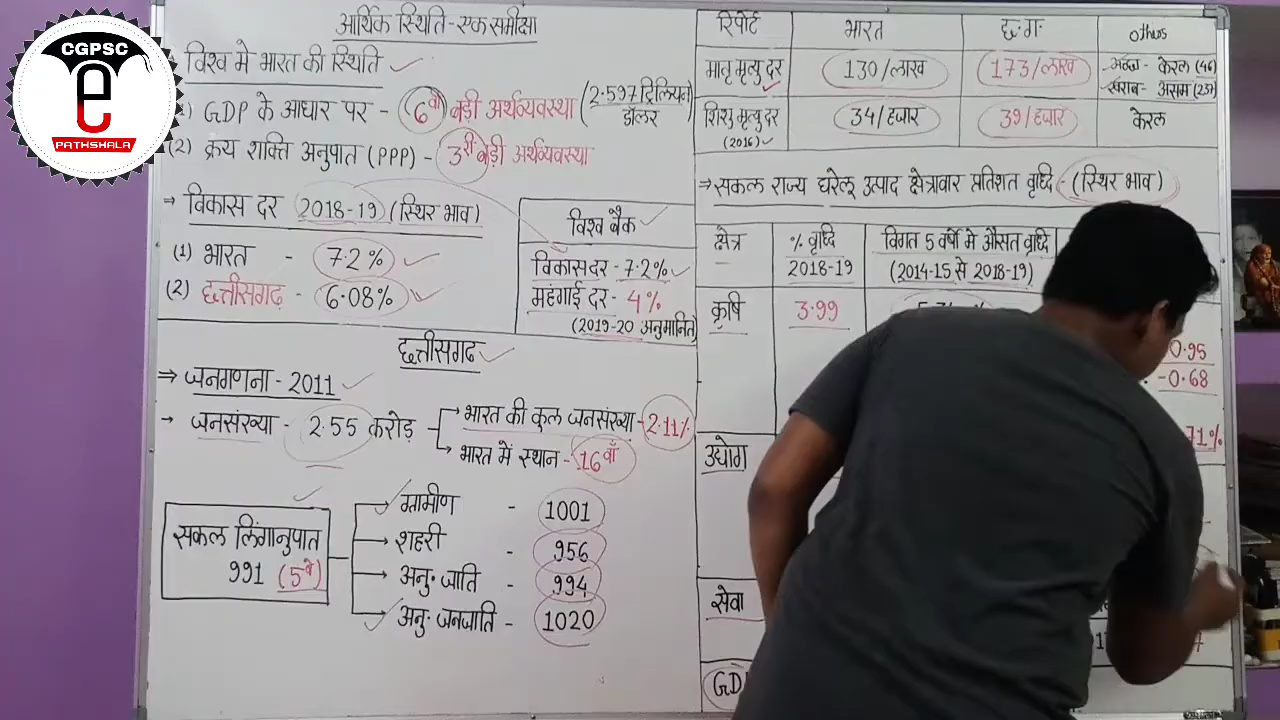 CGPSC
e
PATHSHALA
आर्थिक स्थिति - एक समीक्षा
विश्व मे भारत की स्थिति
1) GDP के आधार पर - 6वी बड़ी अर्थव्यवस्था (2.597 ट्रिलियन डॉलर)
(2) क्रय शक्ति अनुपात (PPP) - 3री बड़ी अर्थव्यवस्था
→ विकास दर 2018-19 (स्थिर भाव)
(1) भारत - 7.2%
(2) छत्तीसगढ़ - 6.08%
विश्व बैंक
विकासदर - 7.2%
महंगाई दर - 4%
(2019-20 अनुमानित)
छत्तीसगढ
⇒ जनगणना - 2011
→ जनसंख्या - 2.55 करोड़
→ भारत की कुल जनसंख्या - 2.11%
→ भारत में स्थान - 16वाँ
सकल लिंगानुपात
991 (5वे)
ग्रामीण - 1001
शहरी - 956
अनु. जाति - 994
अनु. जनजाति - 1020
रिपोर्ट भारत छ.ग. others
मातृ मृत्यु दर 130/लाख 173/लाख
केरल (46)
खराब - असाम (237)
शिशु मृत्यु दर (2016) 34/हजार 39/हजार केरल
→ सकल राज्य घरेलू उत्पाद क्षेत्रावार प्रतिशत वृध्दि - (स्थिर भाव)
क्षेत्र % वृध्दि 2018-19 विगत 5 वर्षो मे औसत वृध्दि (2014-15 से 2018-19)
कृषि 3.99
0.95
-0.68
71%
उद्योग
सेवा
GD